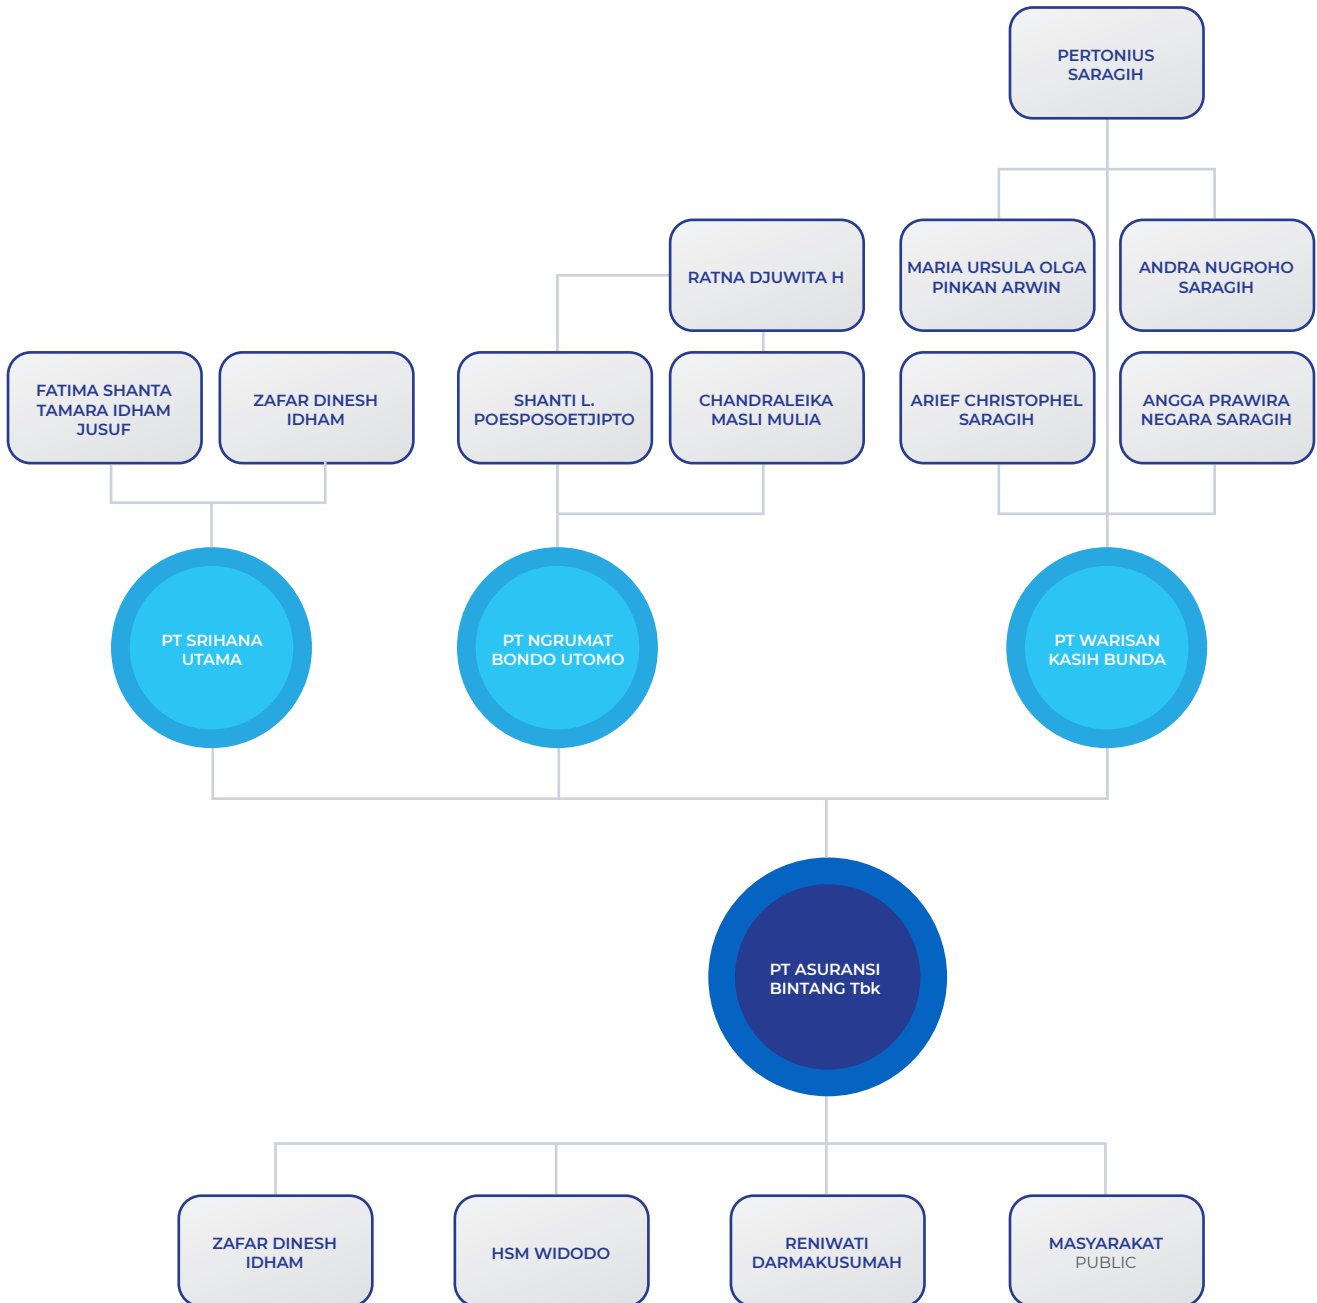 PERTONIUS
SARAGIH
RATNA DJUWITA H
MARIA URSULA OLGA
PINKAN ARWIN
ANDRA NUGROHO
SARAGIH
FATIMA SHANTA
TAMARA IDHAM
JUSUF
ZAFAR DINESH
IDHAM
SHANTI L.
POESPOSOETJIPTO
CHANDRALEIKA
MASLI MULIA
ARIEF CHRISTOPHEL
SARAGIH
ANGGA PRAWIRA
NEGARA SARAGIH
PT SRIHANA
UTAMA
PT NGRUMAT
BONDO UTOMO
PT WARISAN
KASIH BUNDA
PT ASURANSI
BINTANG Tbk
ZAFAR DINESH
IDHAM
HSM WIDODO
RENIWATI
DARMAKUSUMAH
MASYARAKAT
PUBLIC